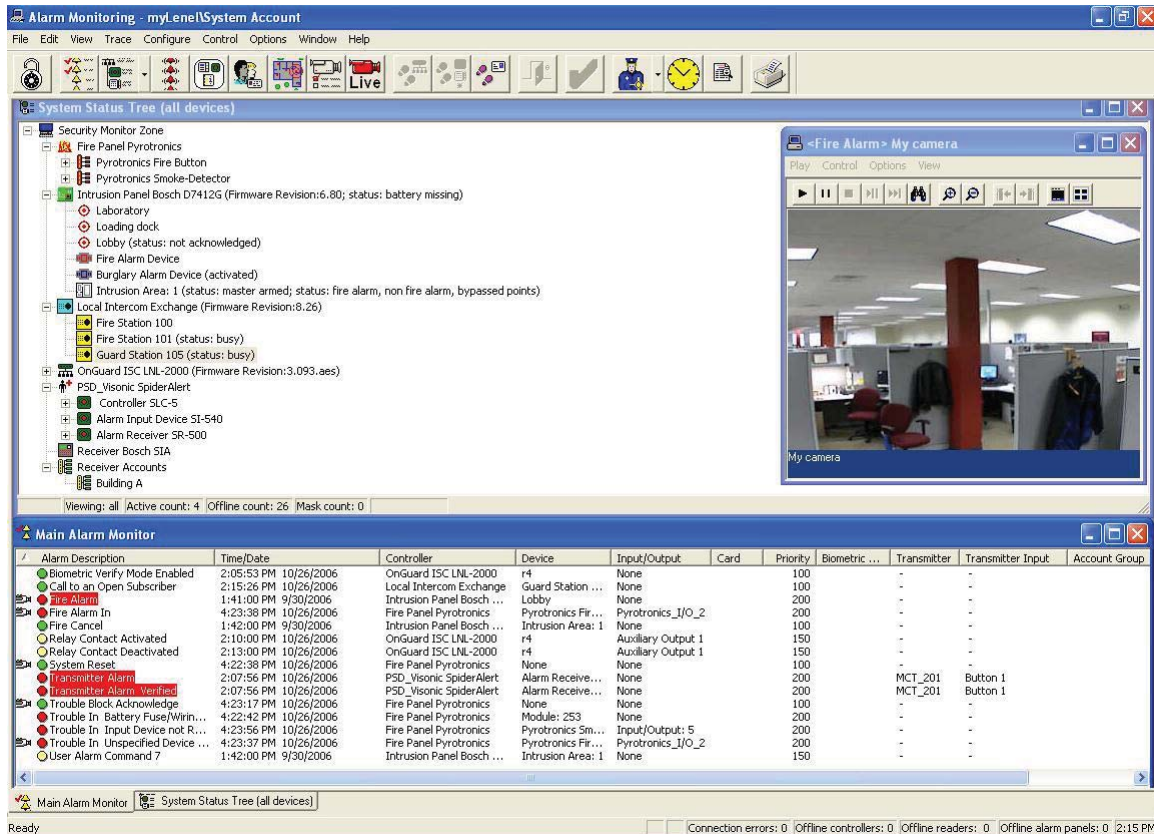 Alarm Monitoring - myLenel\System Account
File Edit View Trace Configure Control Options Window Help
Live
System Status Tree (all devices)
Security Monitor Zone
Fire Panel Pyrotronics
Pyrotronics Fire Button
Pyrotronics Smoke-Detector
Intrusion Panel Bosch D7412G (Firmware Revision:6.80; status: battery missing)
Laboratory
Loading dock
Lobby (status: not acknowledged)
Fire Alarm Device
Burglary Alarm Device (activated)
Intrusion Area: 1 (status: master armed; status: fire alarm, non fire alarm, bypassed points)
Local Intercom Exchange (Firmware Revision:8.26)
Fire Station 100
Fire Station 101 (status: busy)
Guard Station 105 (status: busy)
OnGuard ISC LNL-2000 (Firmware Revision:3.093.aes)
PSD_Visonic SpiderAlert
Controller SLC-5
Alarm Input Device SI-540
Alarm Receiver SR-500
Receiver Bosch SIA
Receiver Accounts
Building A
Viewing: all Active count: 4 Offline count: 26 Mask count: 0
<Fire Alarm> My camera
Play Control Options View
My camera
Main Alarm Monitor
Alarm Description Time/Date Controller Device Input/Output Card Priority Biometric ... Transmitter Transmitter Input Account Group
Biometric Verify Mode Enabled 2:05:53 PM 10/26/2006 OnGuard ISC LNL-2000 r4 None 100 - -
Call to an Open Subscriber 2:15:26 PM 10/26/2006 Local Intercom Exchange Guard Station ... None 100 - -
Fire Alarm 1:41:00 PM 9/30/2006 Intrusion Panel Bosch ... Lobby None 200 - -
Fire Alarm In 4:23:38 PM 10/26/2006 Fire Panel Pyrotronics Pyrotronics Fir... Pyrotronics_I/O_2 200 - -
Fire Cancel 1:42:00 PM 9/30/2006 Intrusion Panel Bosch ... Intrusion Area: 1 None 100 - -
Relay Contact Activated 2:10:00 PM 10/26/2006 OnGuard ISC LNL-2000 r4 Auxiliary Output 1 150 - -
Relay Contact Deactivated 2:13:00 PM 10/26/2006 OnGuard ISC LNL-2000 r4 Auxiliary Output 1 150 - -
System Reset 4:22:38 PM 10/26/2006 Fire Panel Pyrotronics None None 100 - -
Transmitter Alarm 2:07:56 PM 10/26/2006 PSD_Visonic SpiderAlert Alarm Receive... None 200 MCT_201 Button 1
Transmitter Alarm Verified 2:07:56 PM 10/26/2006 PSD_Visonic SpiderAlert Alarm Receive... None 200 MCT_201 Button 1
Trouble Block Acknowledge 4:23:17 PM 10/26/2006 Fire Panel Pyrotronics None None 100 - -
Trouble In Battery Fuse/Wirin... 4:22:42 PM 10/26/2006 Fire Panel Pyrotronics Module: 253 None 200 - -
Trouble In Input Device not R... 4:23:56 PM 10/26/2006 Fire Panel Pyrotronics Pyrotronics Sm... Input/Output: 5 200 - -
Trouble In Unspecified Device ... 4:23:37 PM 10/26/2006 Fire Panel Pyrotronics Pyrotronics Fir... Pyrotronics_I/O_2 200 - -
User Alarm Command 7 1:42:00 PM 9/30/2006 Intrusion Panel Bosch ... Intrusion Area: 1 None 150 - -
Main Alarm Monitor System Status Tree (all devices)
Ready Connection errors: 0 Offline controllers: 0 Offline readers: 0 Offline alarm panels: 0 2:15 PM